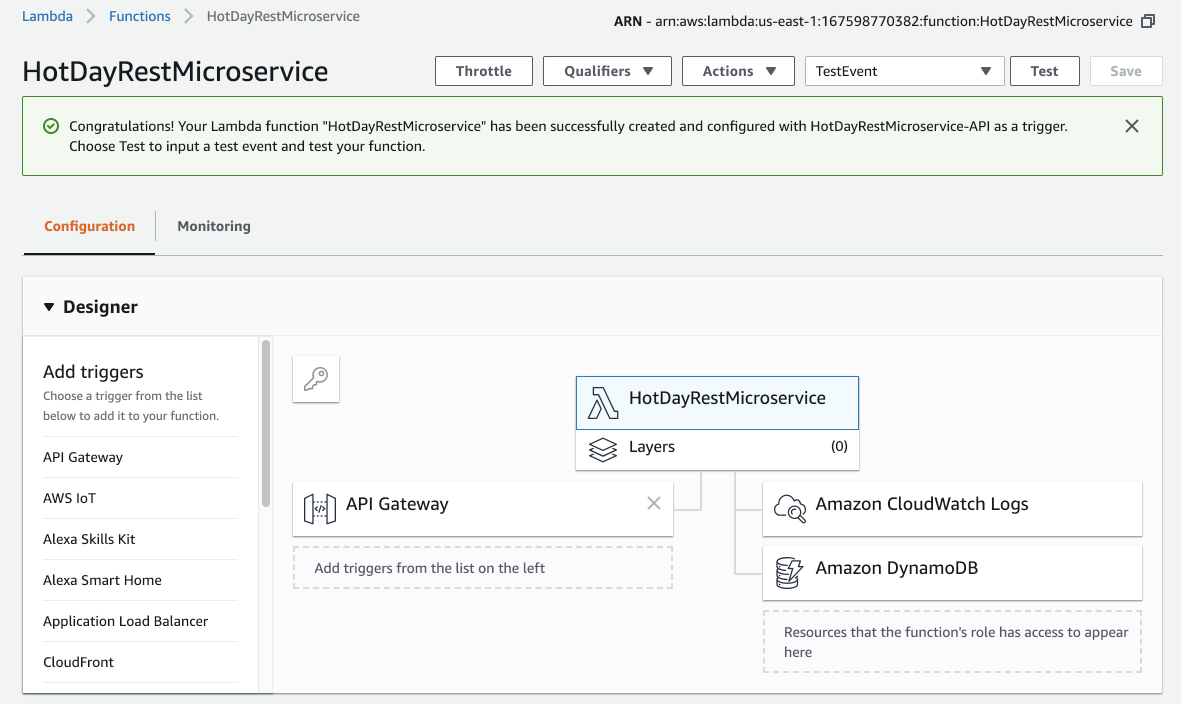 Lambda Functions HotDayRestMicroservice
ARN - arn:aws:lambda:us-east-1:167598770382:function:HotDayRestMicroservice
HotDayRestMicroservice
Throttle Qualifiers Actions TestEvent Test Save
Congratulations! Your Lambda function "HotDayRestMicroservice" has been successfully created and configured with HotDayRestMicroservice-API as a trigger.
Choose Test to input a test event and test your function.
Configuration Monitoring
Designer
Add triggers
Choose a trigger from the list
below to add it to your function.
API Gateway
AWS IoT
Alexa Skills Kit
Alexa Smart Home
Application Load Balancer
CloudFront
HotDayRestMicroservice
Layers (0)
API Gateway
Add triggers from the list on the left
Amazon CloudWatch Logs
Amazon DynamoDB
Resources that the function's role has access to appear
here